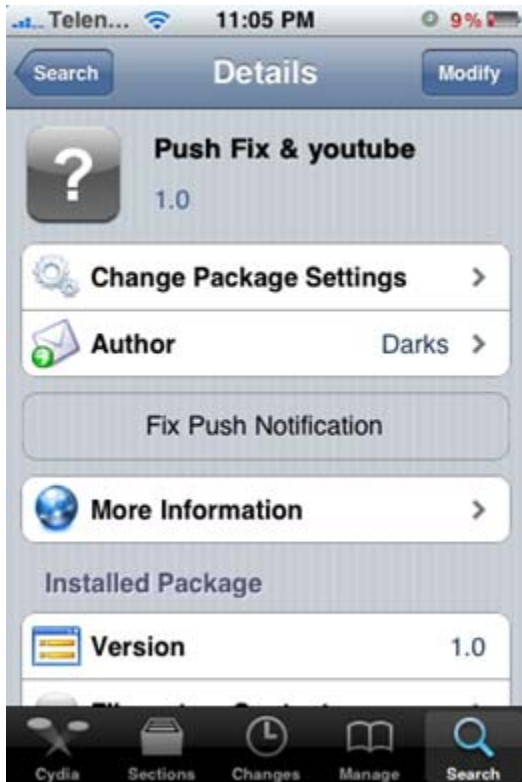 Telen... 11:05 PM 9%
Search Details Modify
?
Push Fix & youtube
1.0
Change Package Settings
Author Darks
Fix Push Notification
More Information
Installed Package
Version 1.0
Cydia Sections Changes Manage Search